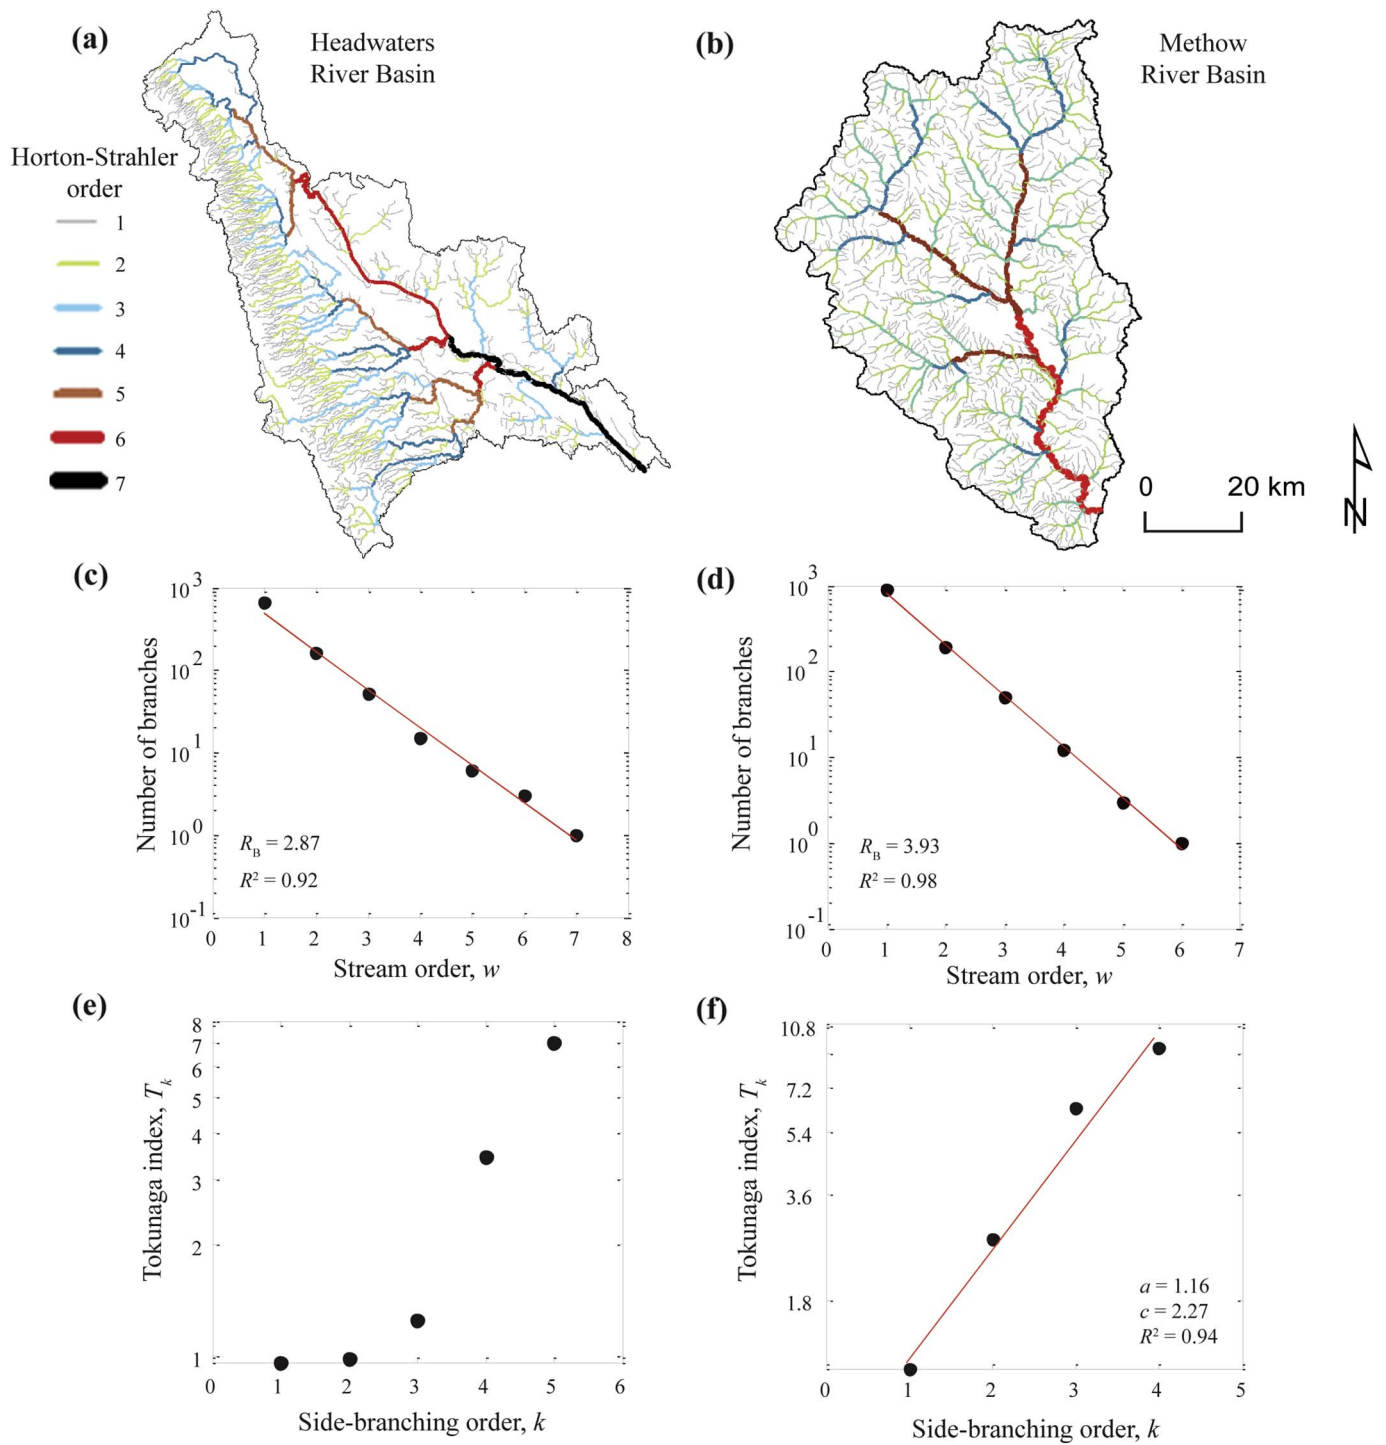 (a)
Headwaters
River Basin
Horton-Strahler
order
1
2
3
4
5
6
7
(b)
Methow
River Basin
0 20 km
N
(c)
Number of branches
10^3
10^2
10^1
10^0
10^-1
R_B = 2.87
R² = 0.92
0 1 2 3 4 5 6 7 8
Stream order, w
(d)
Number of branches
10^3
10^2
10^1
10^0
10^-1
R_B = 3.93
R² = 0.98
0 1 2 3 4 5 6 7
Stream order, w
(e)
Tokunaga index, T_k
8
7
6
5
4
3
2
1
0 1 2 3 4 5 6
Side-branching order, k
(f)
Tokunaga index, T_k
10.8
7.2
5.4
3.6
1.8
a = 1.16
c = 2.27
R² = 0.94
0 1 2 3 4 5
Side-branching order, k